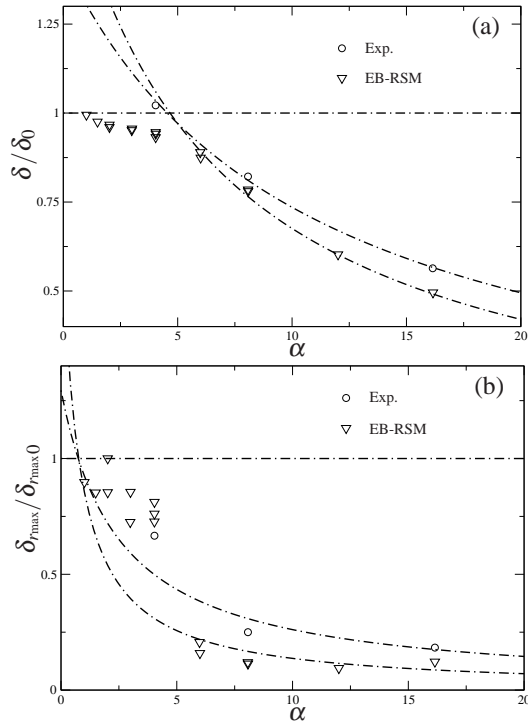 (a)
1.25
1
0.75
0.5
δ/δ0
Exp.
EB-RSM
0 5 10 15 20
α
(b)
1
0.5
0
δrmax/δrmax0
Exp.
EB-RSM
0 5 10 15 20
α